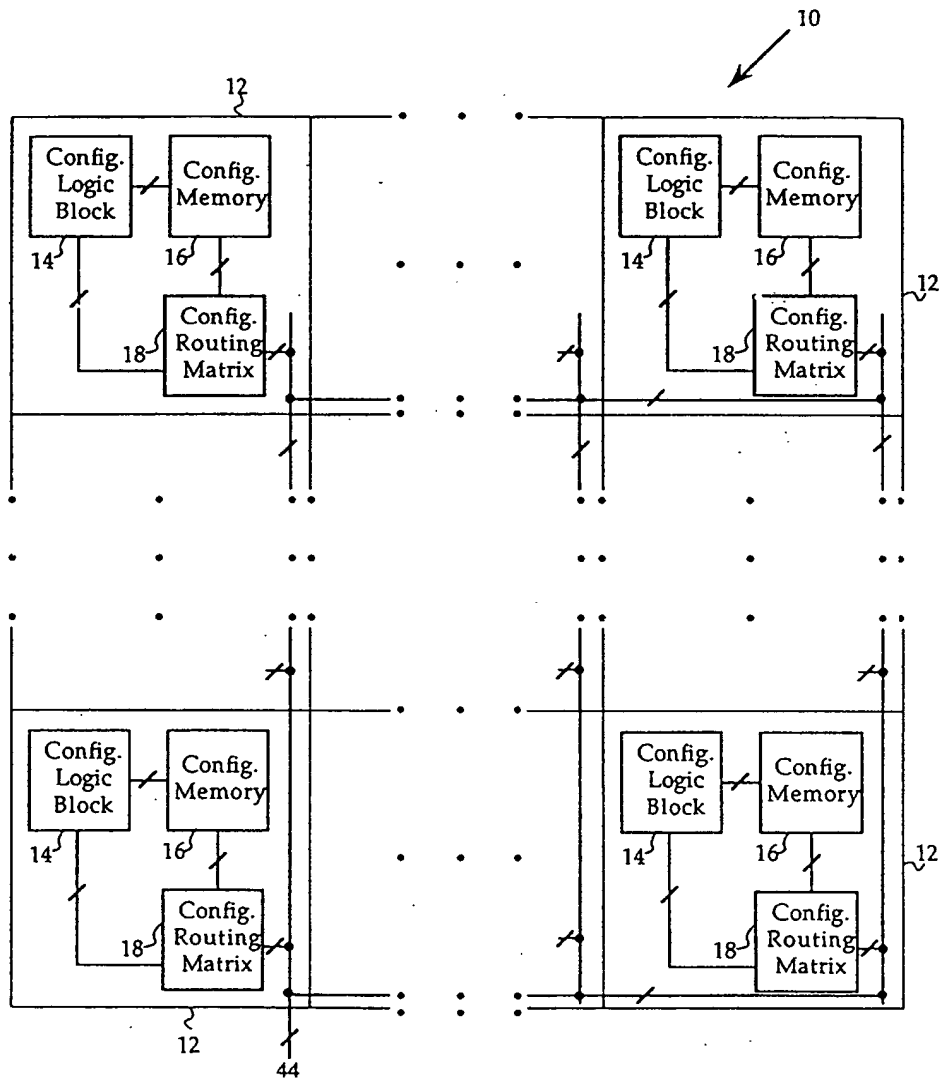 10
12
Config.
Logic
Block
Config.
Memory
14
16
18
Config.
Routing
Matrix
Config.
Logic
Block
Config.
Memory
14
16
12
18
Config.
Routing
Matrix
Config.
Logic
Block
Config.
Memory
14
16
18
Config.
Routing
Matrix
12
44
Config.
Logic
Block
Config.
Memory
14
16
12
18
Config.
Routing
Matrix